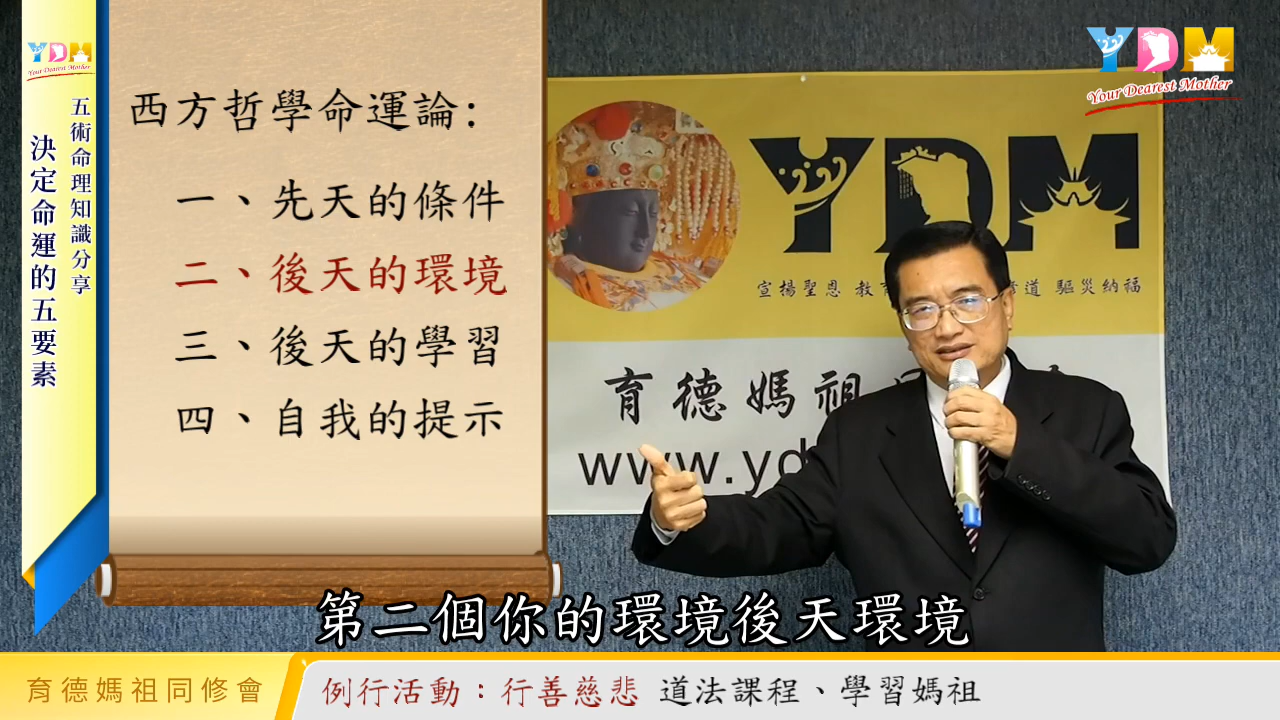 YDM
Your Dearest Mother
五術命理知識分享
決定命運的五要素
西方哲學命運論:
一、先天的條件
二、後天的環境
三、後天的學習
四、自我的提示
YDM
Your Dearest Mother
YDM
宣揚聖恩 教育 道 驅災納福
育德媽祖
www.yd
第二個你的環境後天環境
育德媽祖同修會
例行活動：行善慈悲 道法課程、學習媽祖